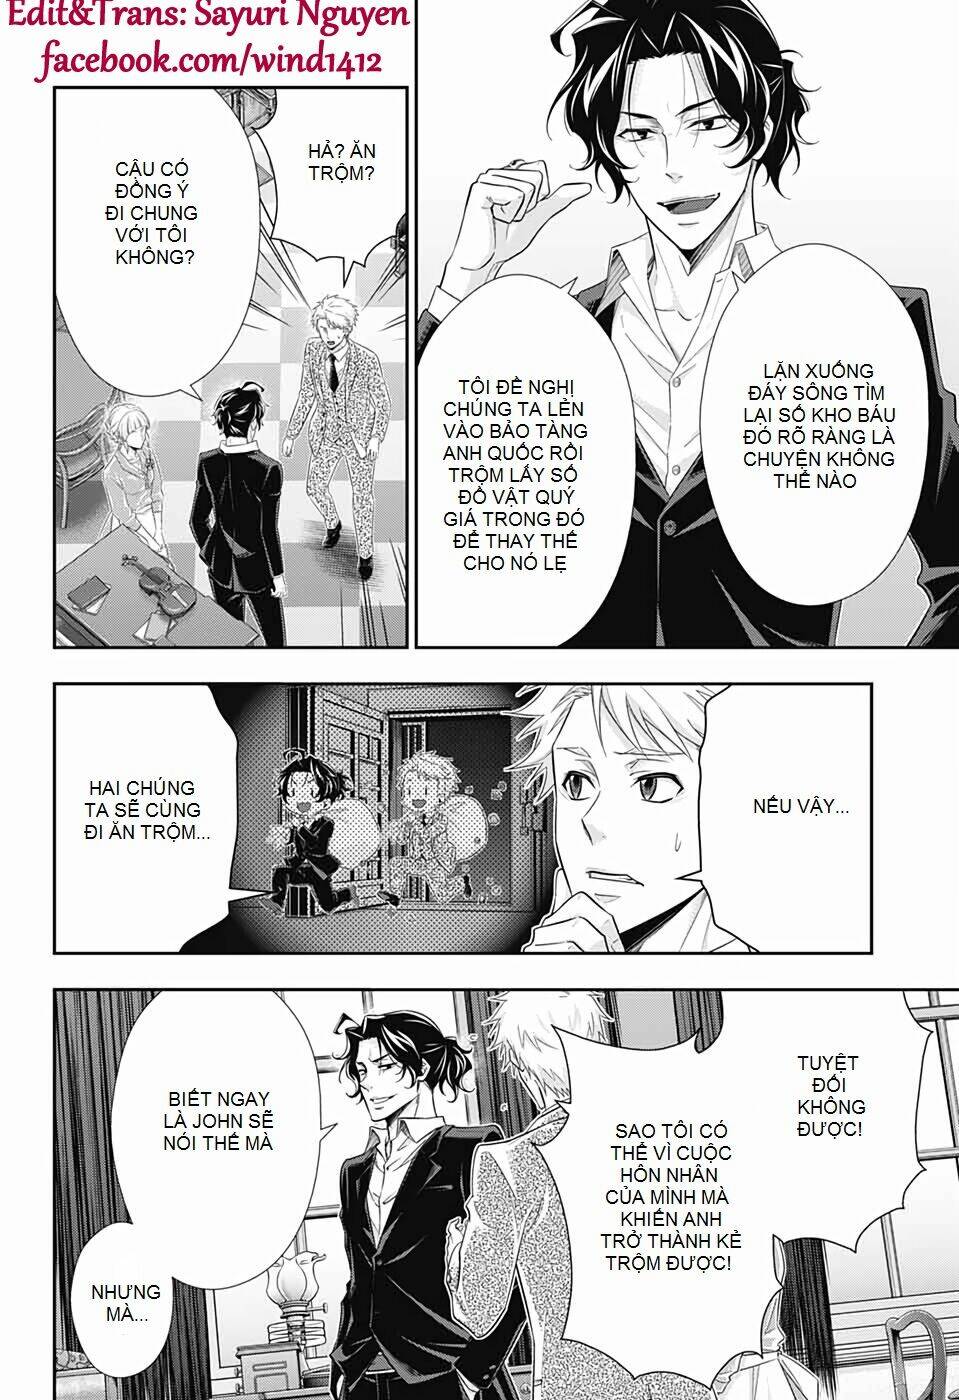 Edit&Trans: Sayuri Nguyen
facebook.com/wind1412
LẶN XUỐNG
ĐÁY SÔNG TÌM
LẠI SỐ KHO BÁU
ĐÓ RÕ RÀNG LÀ
CHUYỆN KHÔNG
THỂ NÀO
TÔI ĐỀ NGHỊ
CHÚNG TA LẺN
VÀO BẢO TÀNG
ANH QUỐC RỒI
TRỘM LẤY SỐ
ĐỒ VẬT QUÝ
GIÁ TRONG ĐÓ
ĐỂ THAY THẾ
CHO NÓ LẸ
HẢ? ĂN
TRỘM?
CẬU CÓ
ĐỒNG Ý
ĐI CHUNG
VỚI TÔI
KHÔNG?
NẾU VẬY...
HAI CHÚNG
TA SẼ CÙNG
ĐI ĂN TRỘM...
TUYỆT
ĐỐI
KHÔNG
ĐƯỢC!
SAO TÔI CÓ
THỂ VÌ CUỘC
HÔN NHÂN
CỦA MÌNH MÀ
KHIẾN ANH
TRỞ THÀNH KẺ
TRỘM ĐƯỢC!
BIẾT NGAY
LÀ JOHN SẼ
NÓI THẾ MÀ
NHƯNG
MÀ...